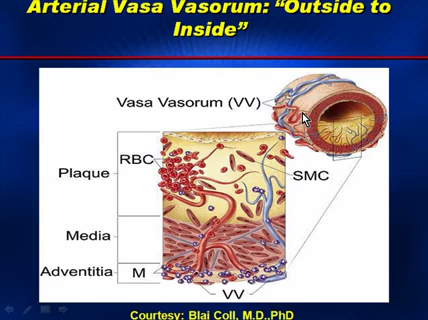 Arterial Vasa Vasorum: “Outside to
Inside”
Vasa Vasorum (VV)
RBC
Plaque
SMC
Media
Adventitia
M
VV
Courtesy: Blai Coll, M.D.,PhD